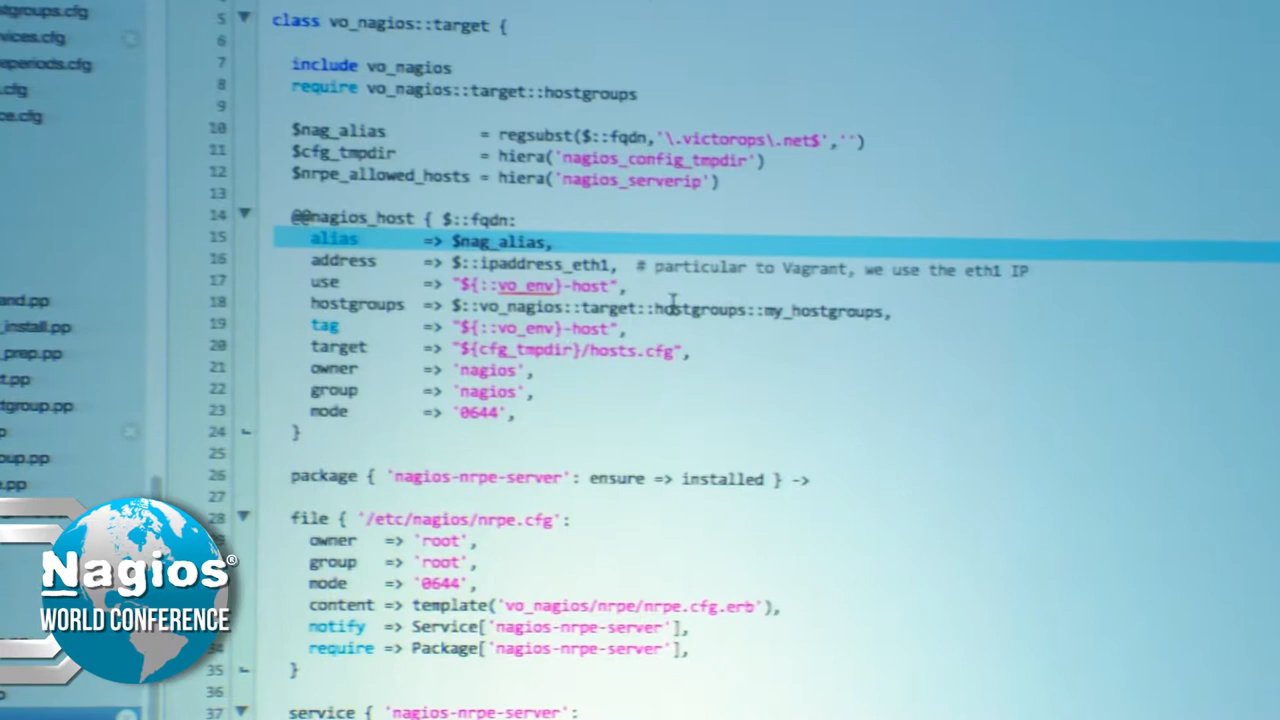 stgroups.cfg
vices.cfg
eperiods.cfg
.cfg
ce.cfg
and.pp
_install.pp
_prep.pp
t.pp
tgroup.pp
p
oup.pp
e.pp
5 class vo_nagios::target {
6
7 include vo_nagios
8 require vo_nagios::target::hostgroups
9
10 $nag_alias = regsubst($::fqdn,'\.victorops\.net$','')
11 $cfg_tmpdir = hiera('nagios_config_tmpdir')
12 $nrpe_allowed_hosts = hiera('nagios_serverip')
13
14 @@nagios_host { $::fqdn:
15 alias => $nag_alias,
16 address => $::ipaddress_eth1, # particular to Vagrant, we use the eth1 IP
17 use => "${::vo_env}-host",
18 hostgroups => $::vo_nagios::target::hostgroups::my_hostgroups,
19 tag => "${::vo_env}-host",
20 target => "${cfg_tmpdir}/hosts.cfg",
21 owner => 'nagios',
22 group => 'nagios',
23 mode => '0644',
24 }
25
26 package { 'nagios-nrpe-server': ensure => installed } ->
27
28 file { '/etc/nagios/nrpe.cfg':
owner => 'root',
group => 'root',
mode => '0644',
content => template('vo_nagios/nrpe/nrpe.cfg.erb'),
notify => Service['nagios-nrpe-server'],
34 require => Package['nagios-nrpe-server'],
35 }
36
37 service { 'nagios-nrpe-server':
Nagios®
WORLD CONFERENCE